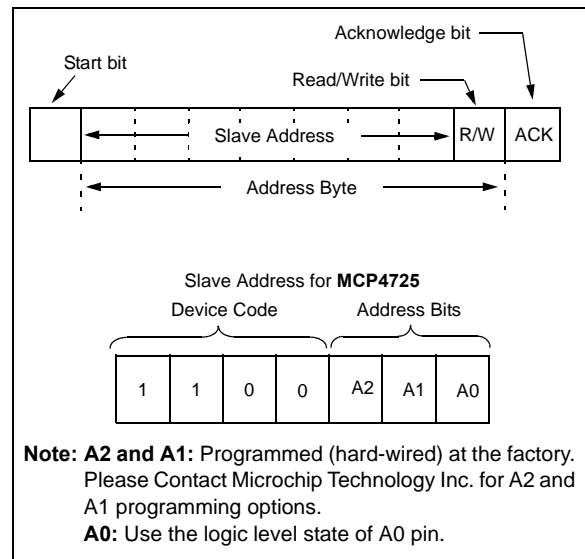 Acknowledge bit
Start bit
Read/Write bit
Slave Address
R/W
ACK
Address Byte
Slave Address for MCP4725
Device Code
Address Bits
1 1 0 0 A2 A1 A0
Note: A2 and A1: Programmed (hard-wired) at the factory.
Please Contact Microchip Technology Inc. for A2 and
A1 programming options.
A0: Use the logic level state of A0 pin.